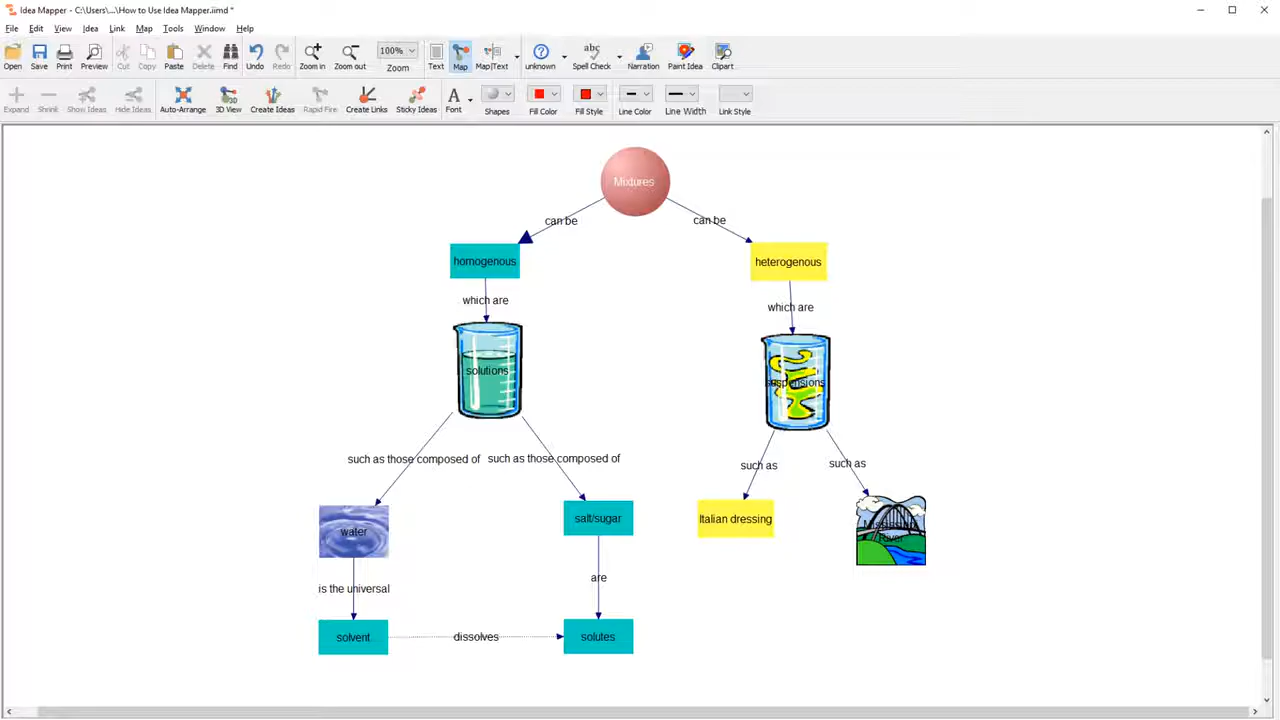 Idea Mapper - C:\Users\...\How to Use Idea Mapper.iimd *
File Edit View Idea Link Map Tools Window Help
Open Save Print Preview Cut Copy Paste Delete Find Undo Redo Zoom in Zoom out 100% Zoom Text Map Map|Text unknown abc Spell Check Narration Paint Idea Clipart
Expand Shrink Show Ideas Hide Ideas Auto-Arrange 3D View Create Ideas Rapid Fire Create Links Sticky Ideas A Font Shapes Fill Color Fill Style Line Color Line Width Link Style
Mixtures
can be can be
homogenous heterogenous
which are which are
solutions suspensions
such as those composed of such as those composed of such as such as
water salt/sugar Italian dressing River
is the universal are
solvent dissolves solutes